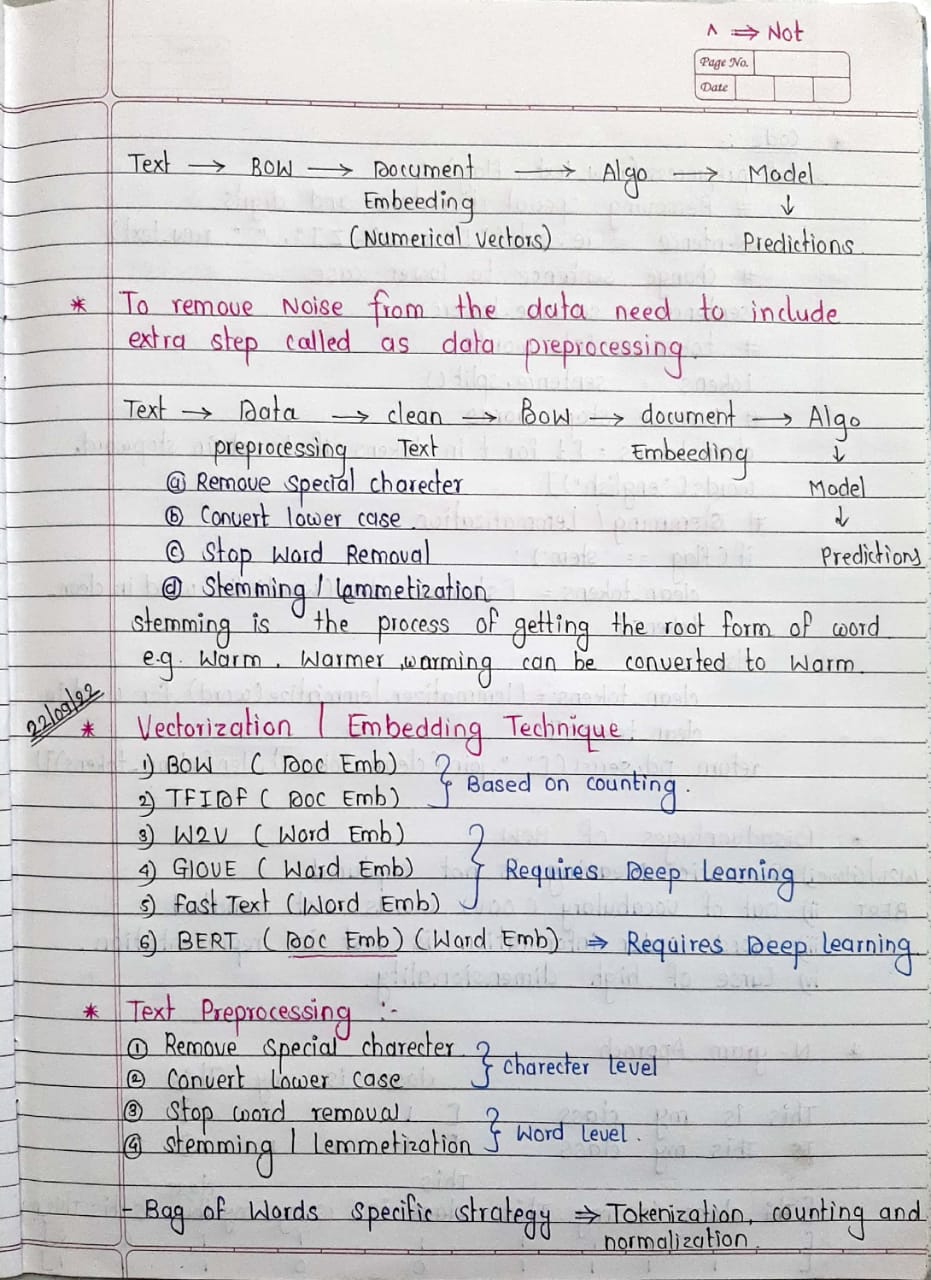 ^ ⇒ Not
Page No.
Date
Text → BOW → Document → Algo → Model
Embeeding ↓
(Numerical Vectors) Predictions
* To remove Noise from the data need to include
extra step called as data preprocessing
Text → Data → clean → BOW → document → Algo
preprocessing Text Embeeding ↓
ⓐ Remove special charecter Model
ⓑ Convert lower case ↓
ⓒ Stop Word Removal Predictions
ⓓ Stemming / Lammetization
stemming is the process of getting the root form of word
e.g. Warm, Warmer, warming can be converted to Warm.
22/09/22
* Vectorization / Embedding Technique.
1) BOW ( Doc Emb)
2) TFIDF ( Doc Emb) } Based on counting.
3) W2V ( Word Emb)
4) GlOVE ( Word Emb) } Requires Deep Learning
5) Fast Text (Word Emb)
6) BERT ( Doc Emb) (Word Emb) ⇒ Requires Deep Learning
* Text Preprocessing :-
① Remove special charecter
② Convert lower case } charecter level
③ Stop word removal
④ stemming / lemmetization } Word level.
- Bag of Words specific strategy ⇒ Tokenization, counting and
normalization.